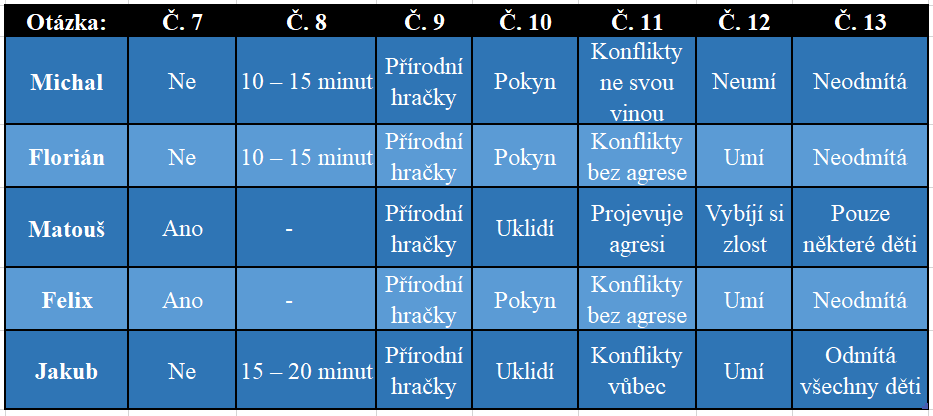 Otázka: Č. 7 Č. 8 Č. 9 Č. 10 Č. 11 Č. 12 Č. 13
Michal Ne 10 – 15 minut Přírodní hračky Pokyn Konflikty ne svou vinou Neumí Neodmítá
Florián Ne 10 – 15 minut Přírodní hračky Pokyn Konflikty bez agrese Umí Neodmítá
Matouš Ano - Přírodní hračky Uklidí Projevuje agresi Vybíjí si zlost Pouze některé děti
Felix Ano - Přírodní hračky Pokyn Konflikty bez agrese Umí Neodmítá
Jakub Ne 15 – 20 minut Přírodní hračky Uklidí Konflikty vůbec Umí Odmítá všechny děti